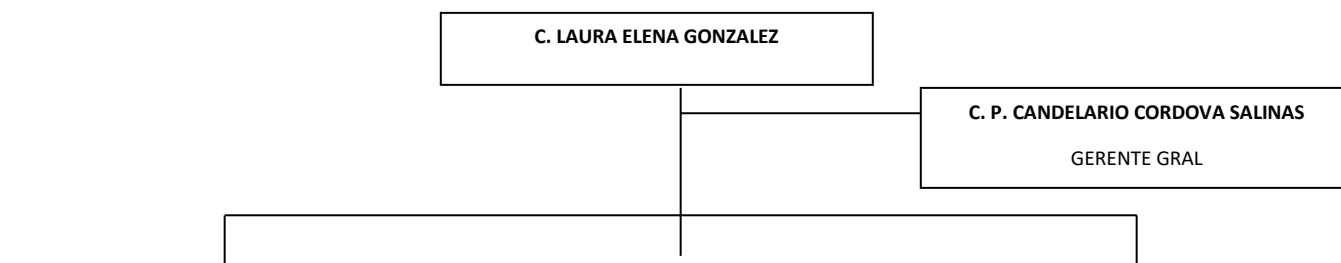 C. LAURA ELENA GONZALEZ
C. P. CANDELARIO CORDOVA SALINAS
GERENTE GRAL